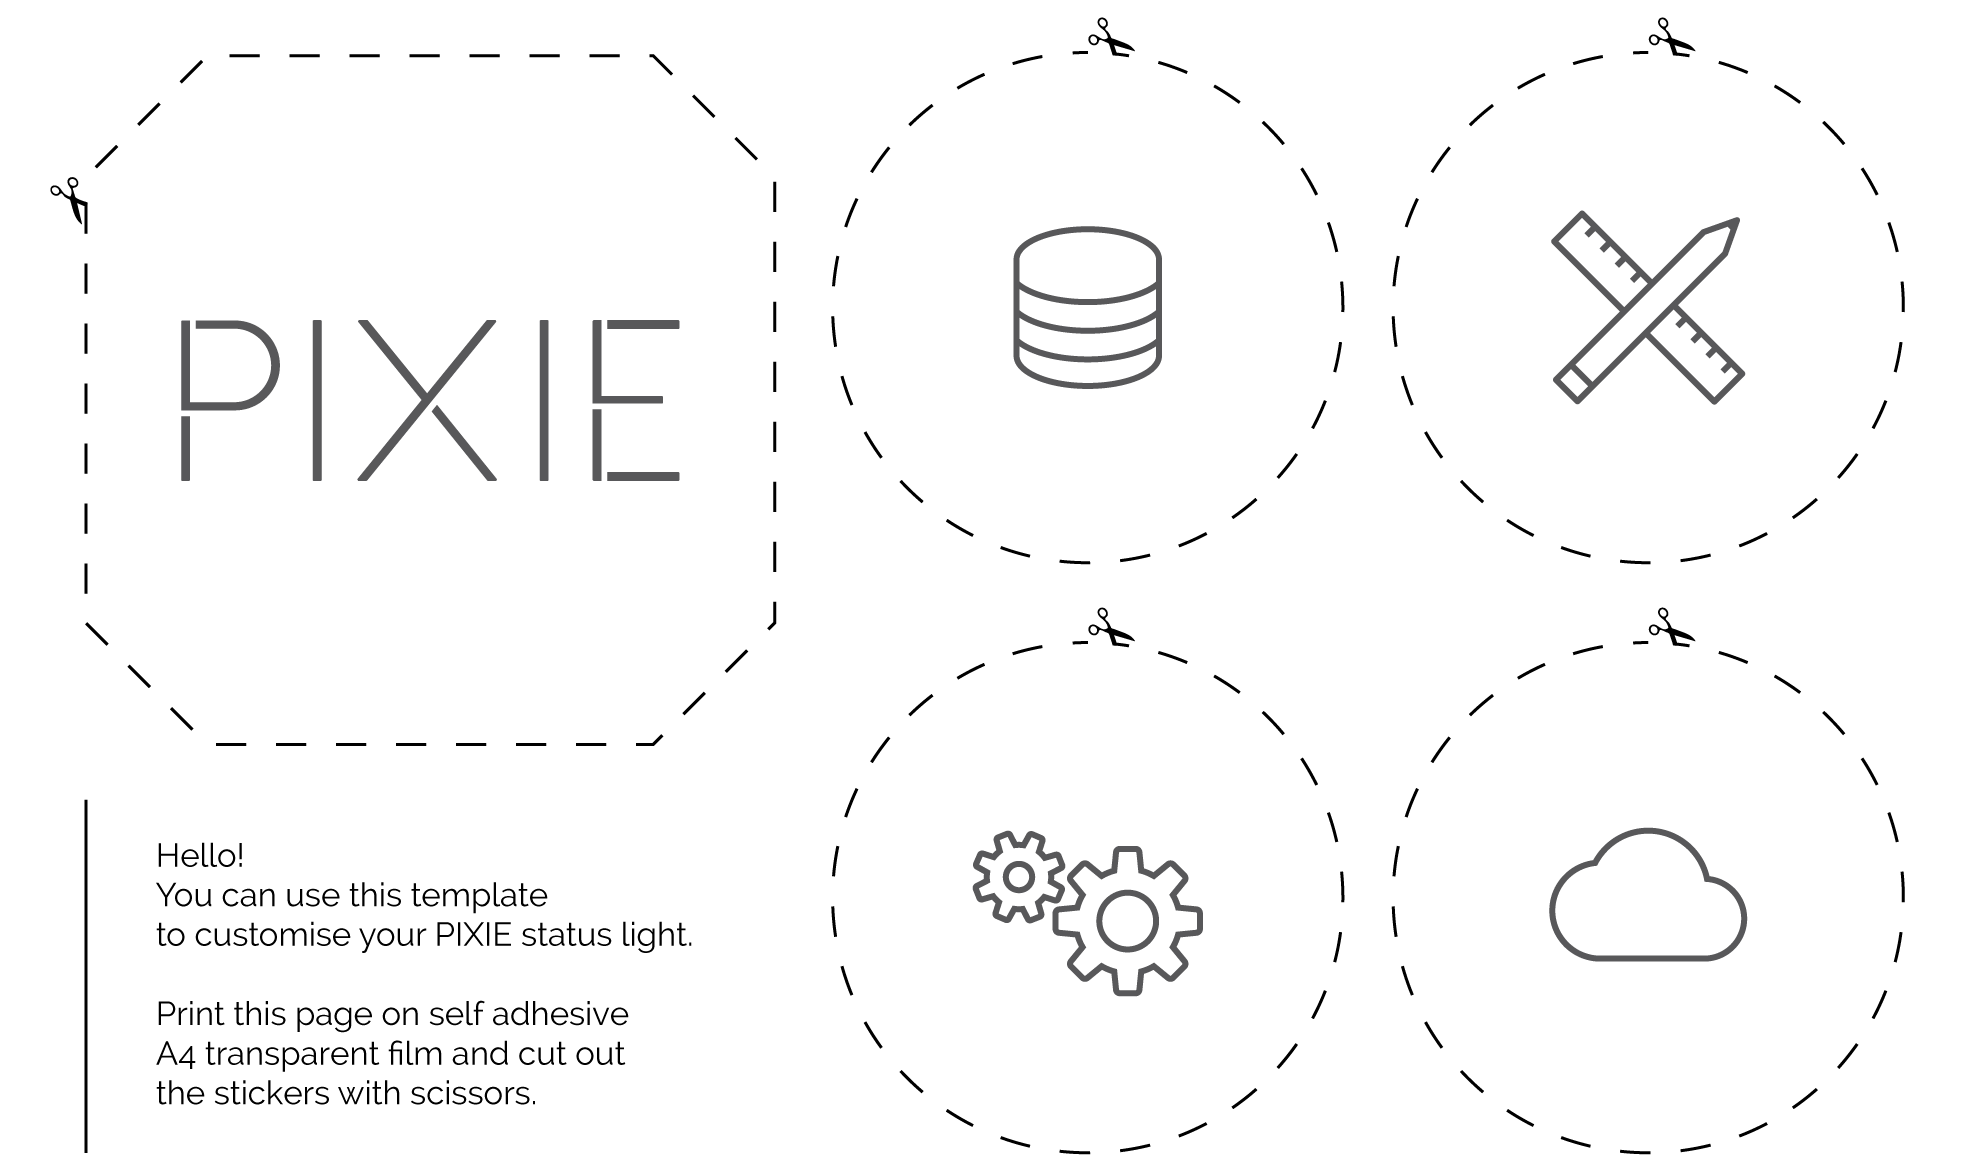 PIXIE
Hello!
You can use this template
to customise your PIXIE status light.
Print this page on self adhesive
A4 transparent film and cut out
the stickers with scissors.